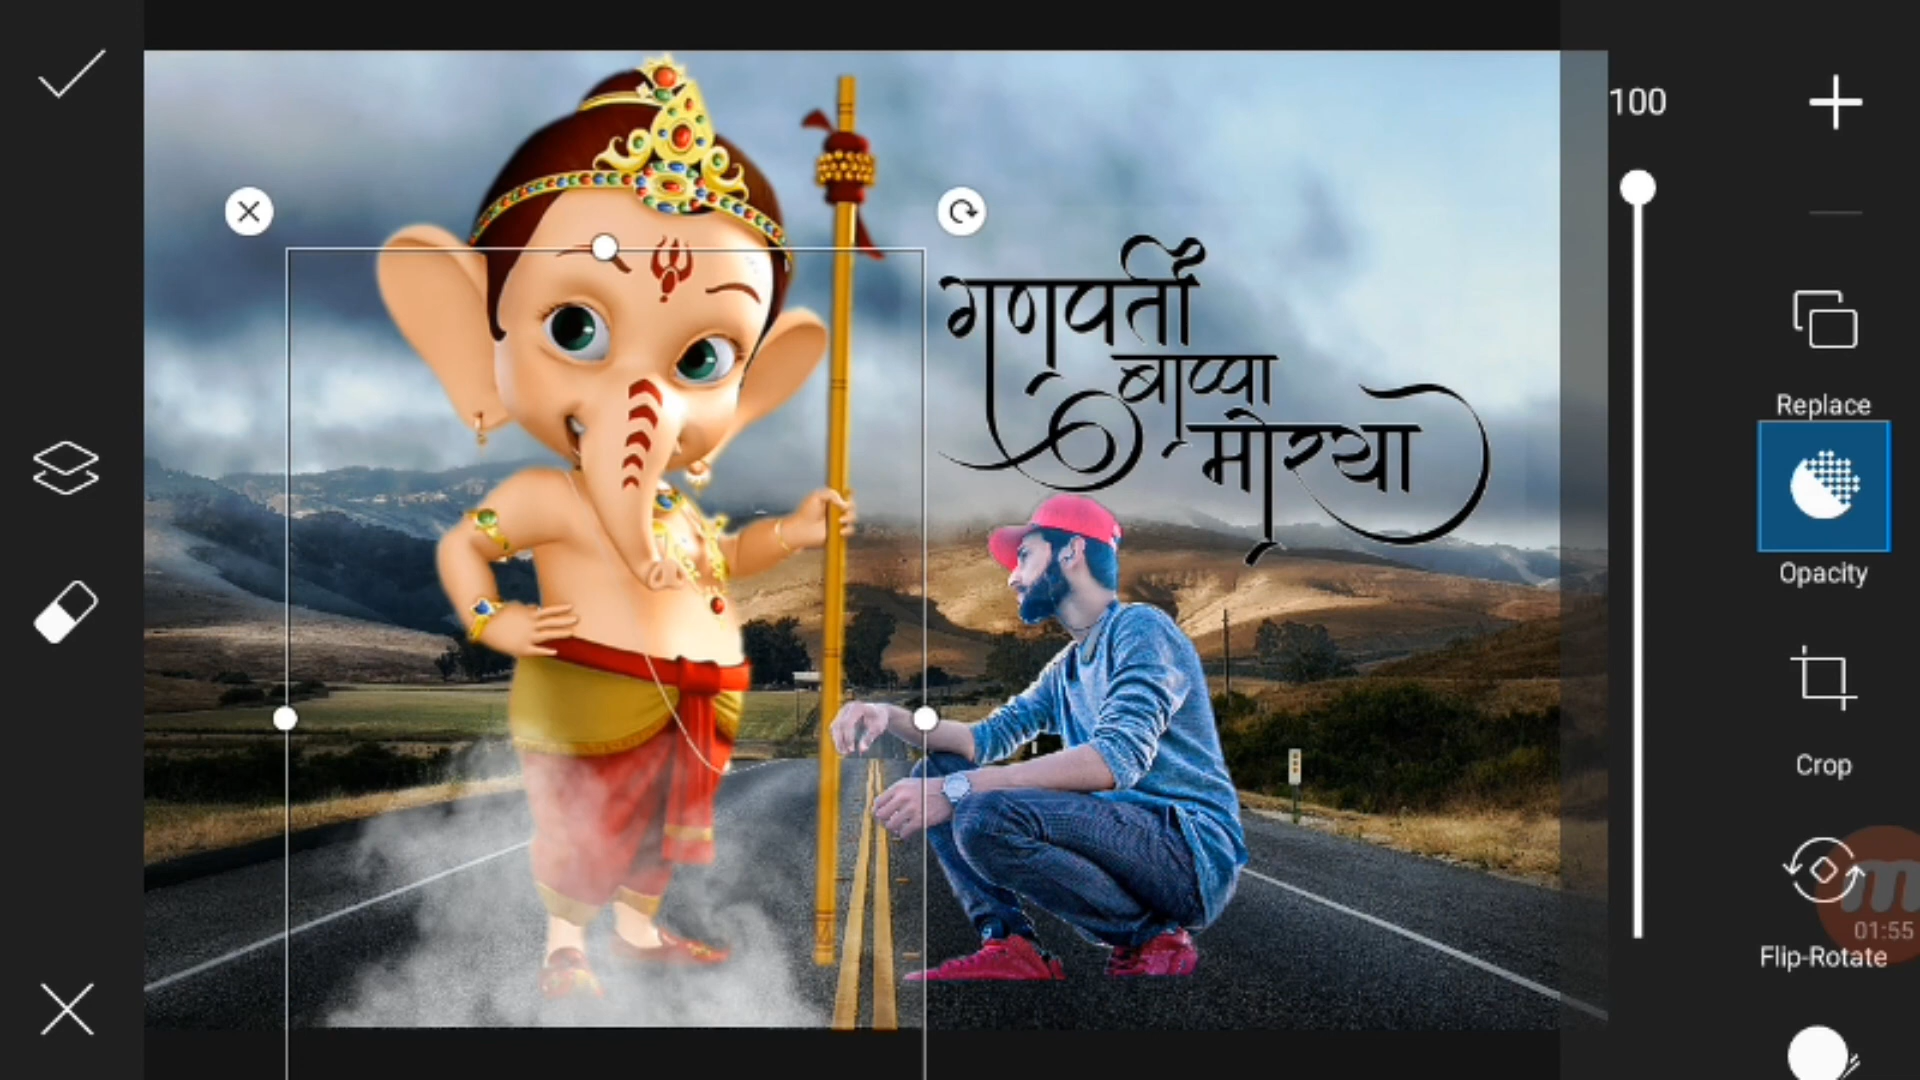 100
गणपती
बाप्पा
मोरया
Replace
Opacity
Crop
Flip-Rotate
01:55